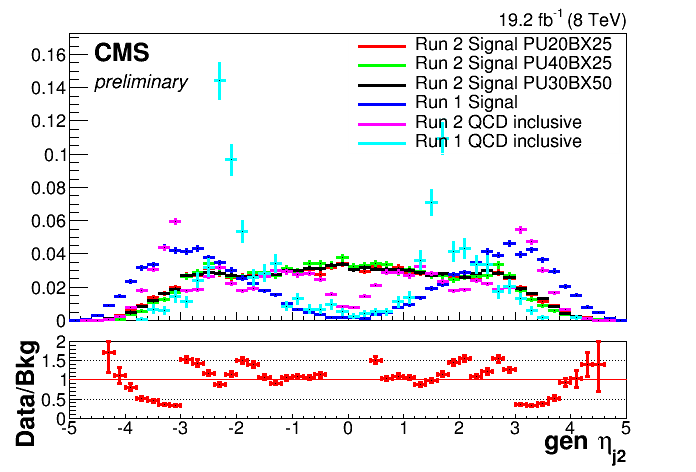 19.2 fb⁻¹ (8 TeV)
CMS
preliminary
Run 2 Signal PU20BX25
Run 2 Signal PU40BX25
Run 2 Signal PU30BX50
Run 1 Signal
Run 2 QCD inclusive
Run 1 QCD inclusive
0.16
0.14
0.12
0.1
0.08
0.06
0.04
0.02
0
Data/Bkg
2
1.5
1
0.5
0
-5 -4 -3 -2 -1 0 1 2 3 4 5
gen η_j2